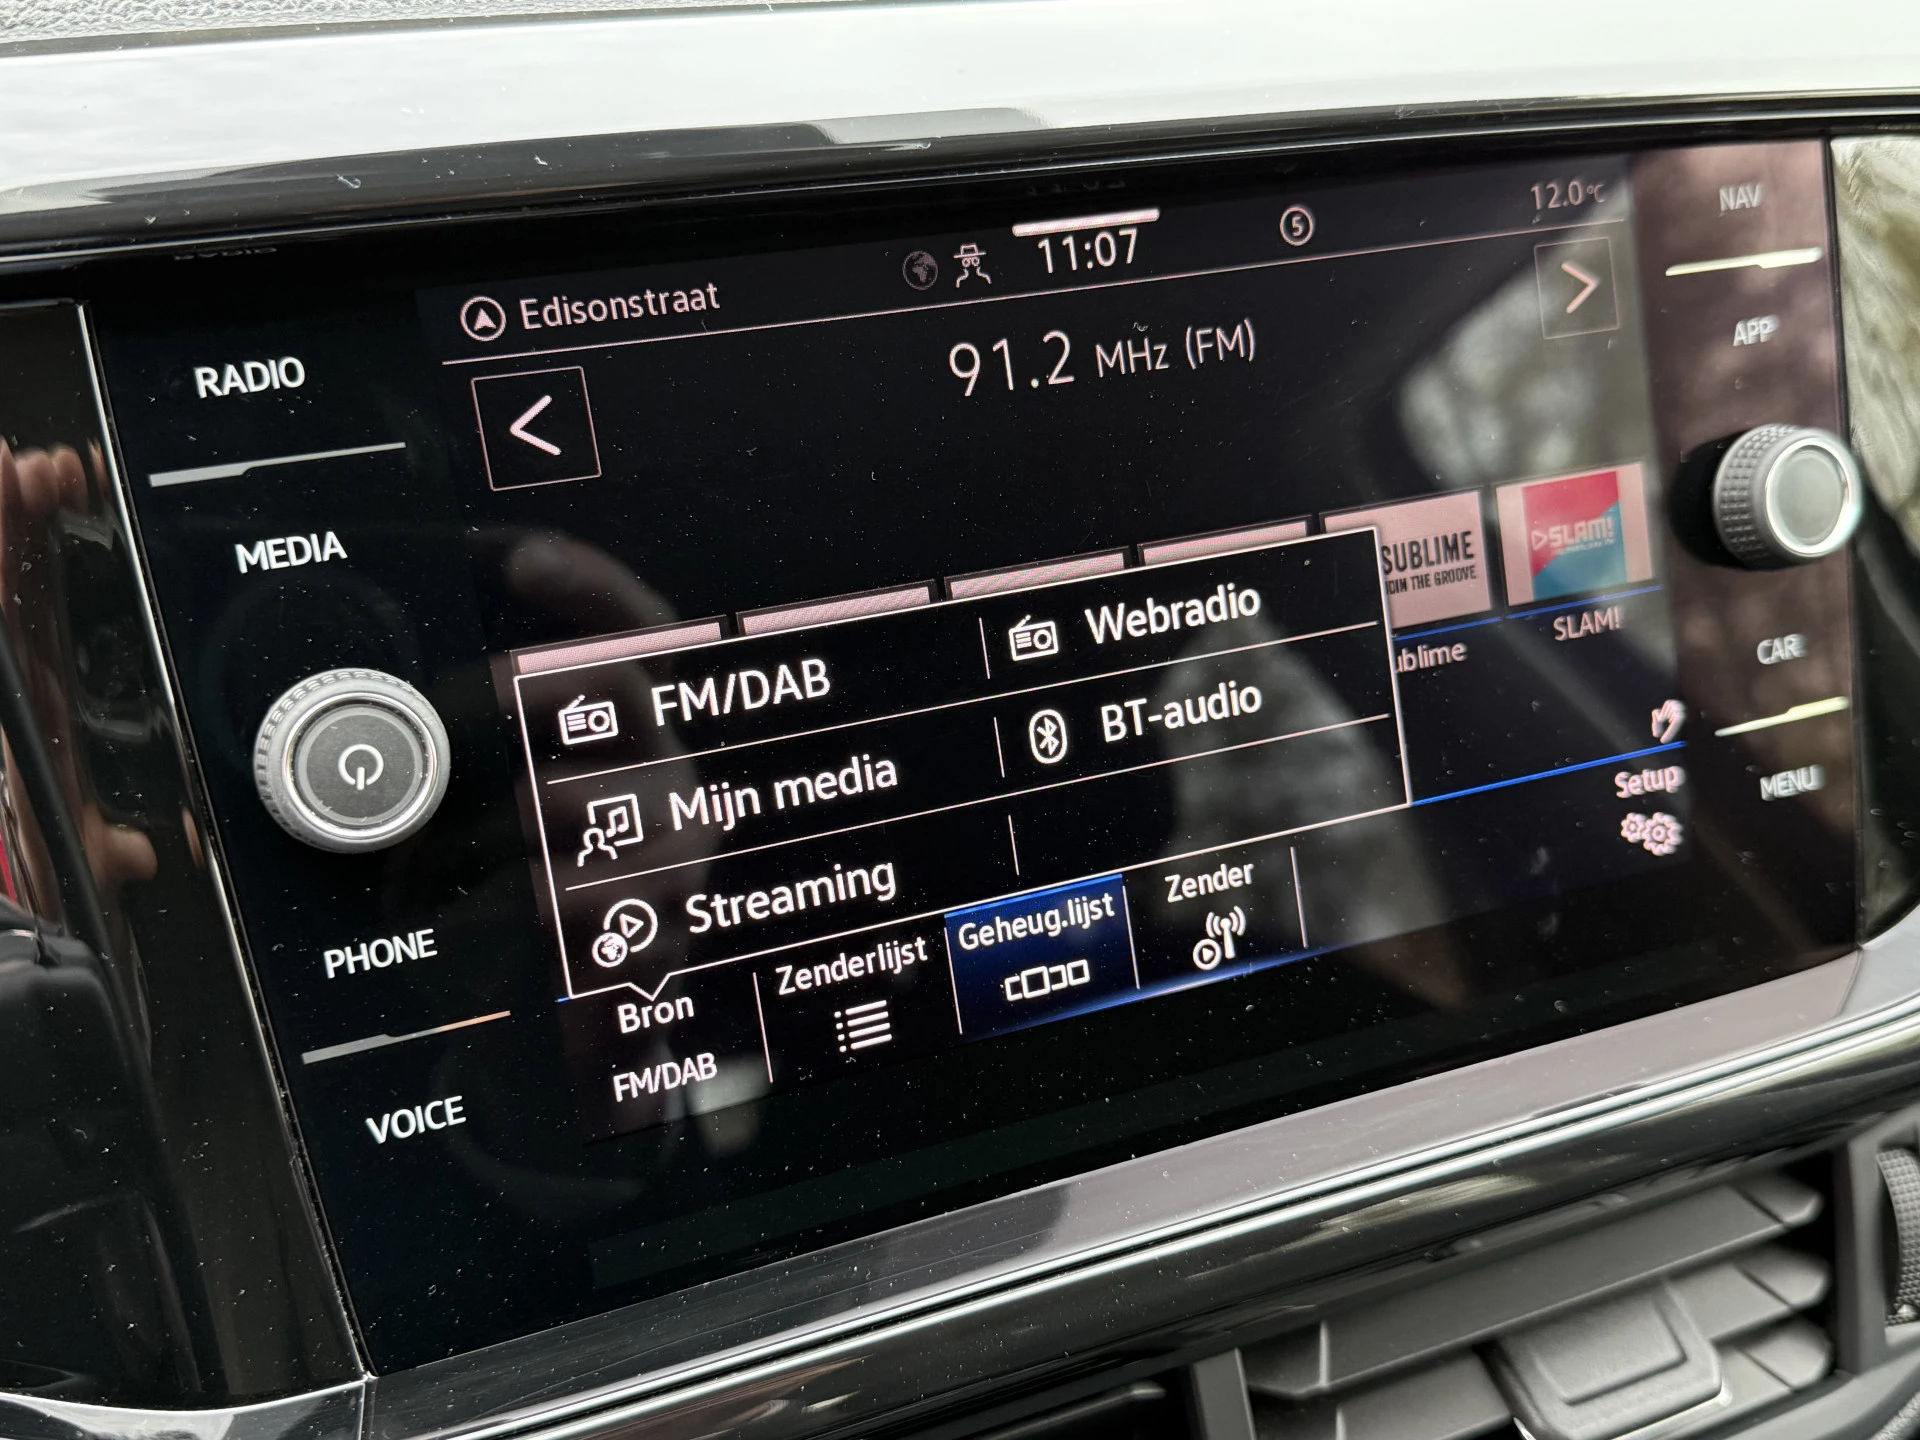 Edisonstraat
11:07
5
12.0°C
NAV
91.2 MHz (FM)
APP
RADIO
MEDIA
SUBLIME
JOIN THE GROOVE
SLAM!
ublime
SLAM!
FM/DAB
Webradio
Mijn media
BT-audio
Streaming
CAR
Setup
MENU
PHONE
Bron
FM/DAB
Zenderlijst
Geheug.lijst
Zender
VOICE